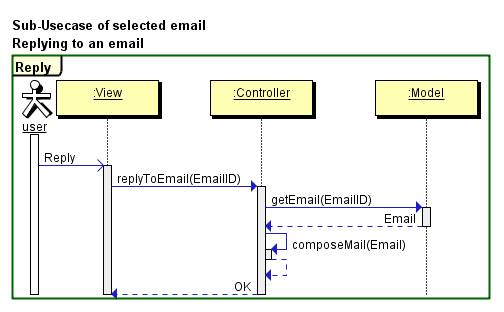 Sub-Usecase of selected email
Replying to an email
Reply
:View
:Controller
:Model
user
Reply
replyToEmail(EmailID)
getEmail(EmailID)
Email
composeMail(Email)
OK